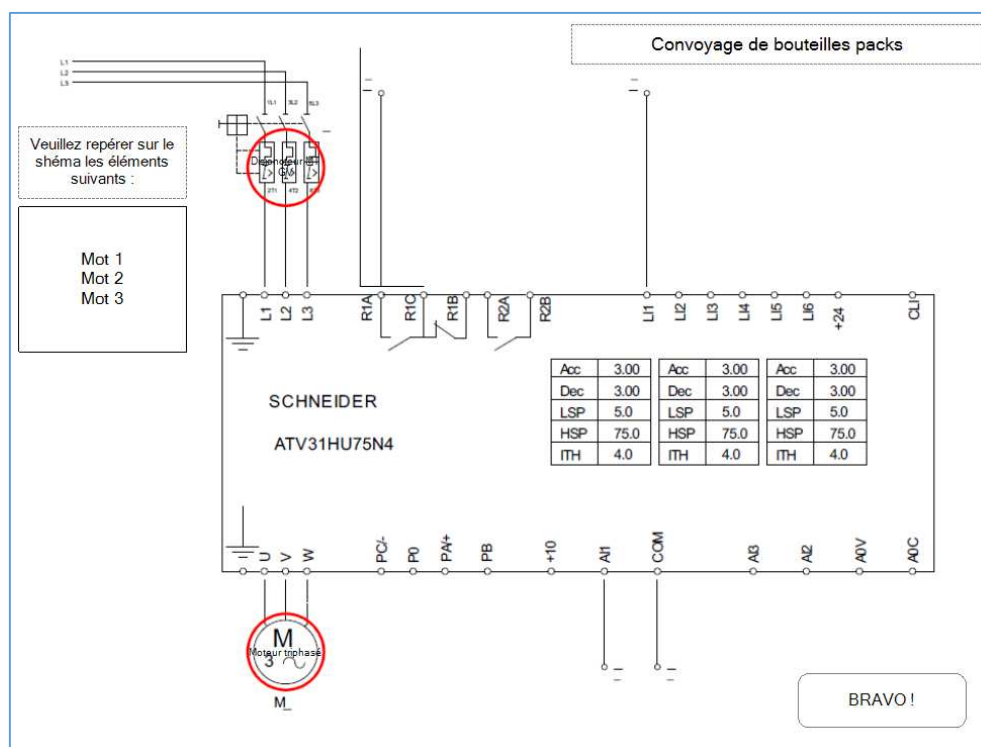 Convoyage de bouteilles packs
L1
L2
L3
1L1 3L2 5L3
Veuillez repérer sur le
shéma les éléments
suivants :
2T1 4T2
Mot 1
Mot 2
Mot 3
L1 L2 L3 R1A R1C R1B R2A R2B LI1 LI2 LI3 LI4 LI5 LI6 +24 CLI
SCHNEIDER
ATV31HU75N4
Acc 3.00 Acc 3.00 Acc 3.00
Dec 3.00 Dec 3.00 Dec 3.00
LSP 5.0 LSP 5.0 LSP 5.0
HSP 75.0 HSP 75.0 HSP 75.0
ITH 4.0 ITH 4.0 ITH 4.0
U V W PC/- P0 PA/+ PB +10 AI1 COM AI3 AI2 A0V A0C
M
Moteur triphasé
3
M_
BRAVO !